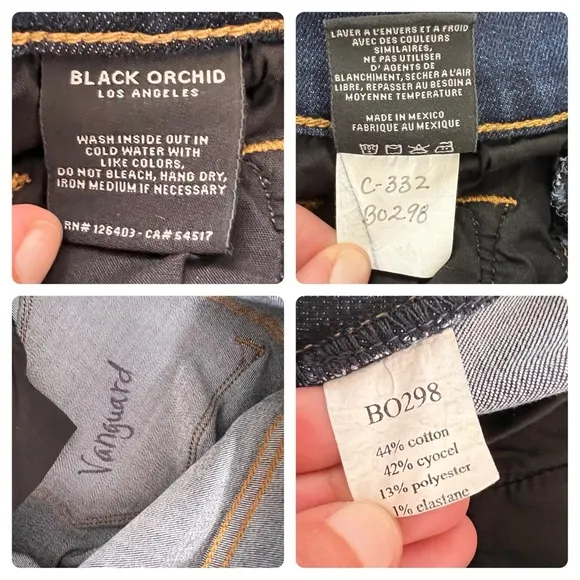 BLACK ORCHID
LOS ANGELES
WASH INSIDE OUT IN
COLD WATER WITH
LIKE COLORS,
DO NOT BLEACH, HANG DRY,
IRON MEDIUM IF NECESSARY
RN# 126403 - CA# 54517
LAVER A L'ENVERS ET A FROID
AVEC DES COULEURS
SIMILAIRES,
NE PAS UTILISER
D' AGENTS DE
BLANCHIMENT, SECHER A L'AIR
LIBRE, REPASSER AU BESOIN A
MOYENNE TEMPERATURE
MADE IN MEXICO
FABRIQUE AU MEXIQUE
C-332
BO298
Vanguard
BO298
44% cotton
42% cyocel
13% polyester
1% elastane